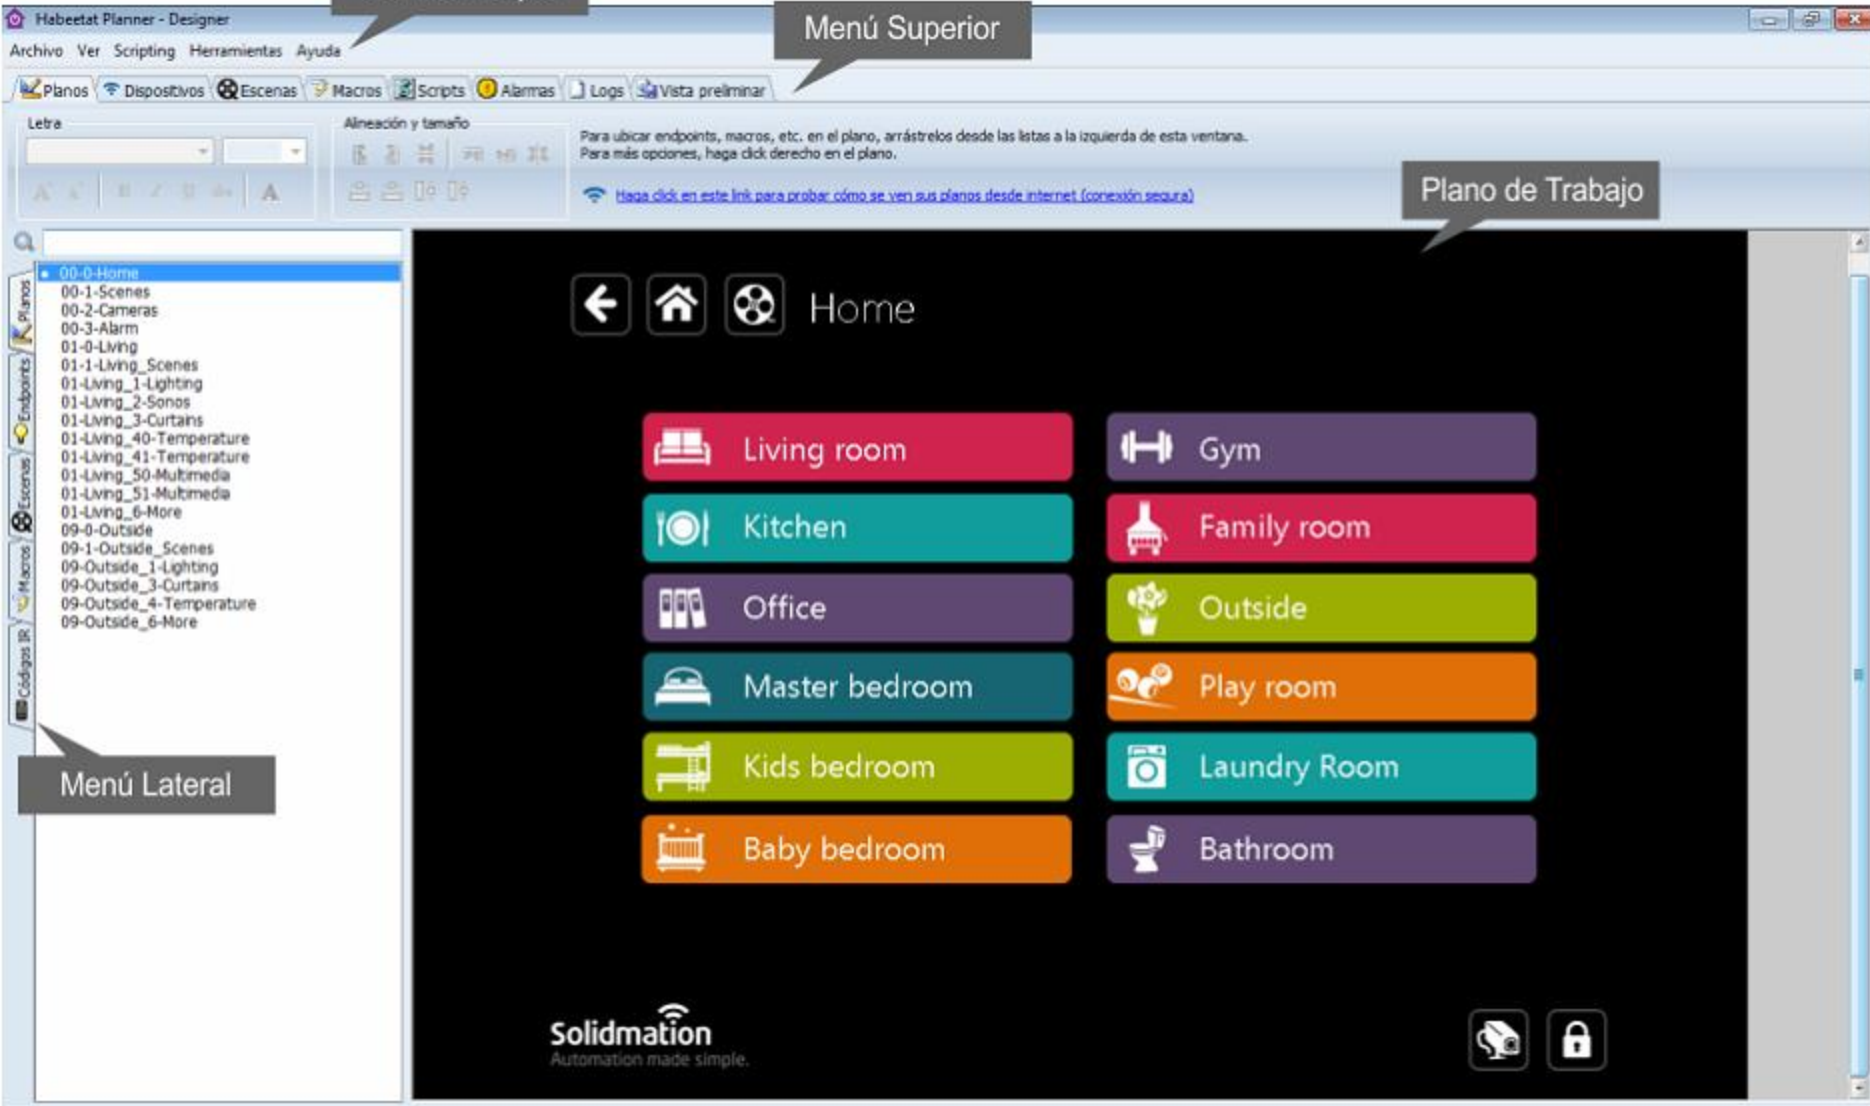 Habeetat Planner - Designer
Menú Superior
Archivo Ver Scripting Herramientas Ayuda
Planos Dispositivos Escenas Macros Scripts Alarmas Logs Vista preliminar
Letra
Alineación y tamaño
Para ubicar endpoints, macros, etc. en el plano, arrástrelos desde las listas a la izquierda de esta ventana.
Para más opciones, haga click derecho en el plano.
Haga click en este link para probar cómo se ven sus planos desde internet (conexión segura)
Plano de Trabajo
Planos
Endpoints
Escenas
Macros
Códigos IR
00-0-Home
00-1-Scenes
00-2-Cameras
00-3-Alarm
01-0-Living
01-1-Living_Scenes
01-Living_1-Lighting
01-Living_2-Sonos
01-Living_3-Curtains
01-Living_40-Temperature
01-Living_41-Temperature
01-Living_50-Multimedia
01-Living_51-Multimedia
01-Living_6-More
09-0-Outside
09-1-Outside_Scenes
09-Outside_1-Lighting
09-Outside_3-Curtains
09-Outside_4-Temperature
09-Outside_6-More
Menú Lateral
Home
Living room
Gym
Kitchen
Family room
Office
Outside
Master bedroom
Play room
Kids bedroom
Laundry Room
Baby bedroom
Bathroom
Solidmation
Automation made simple.